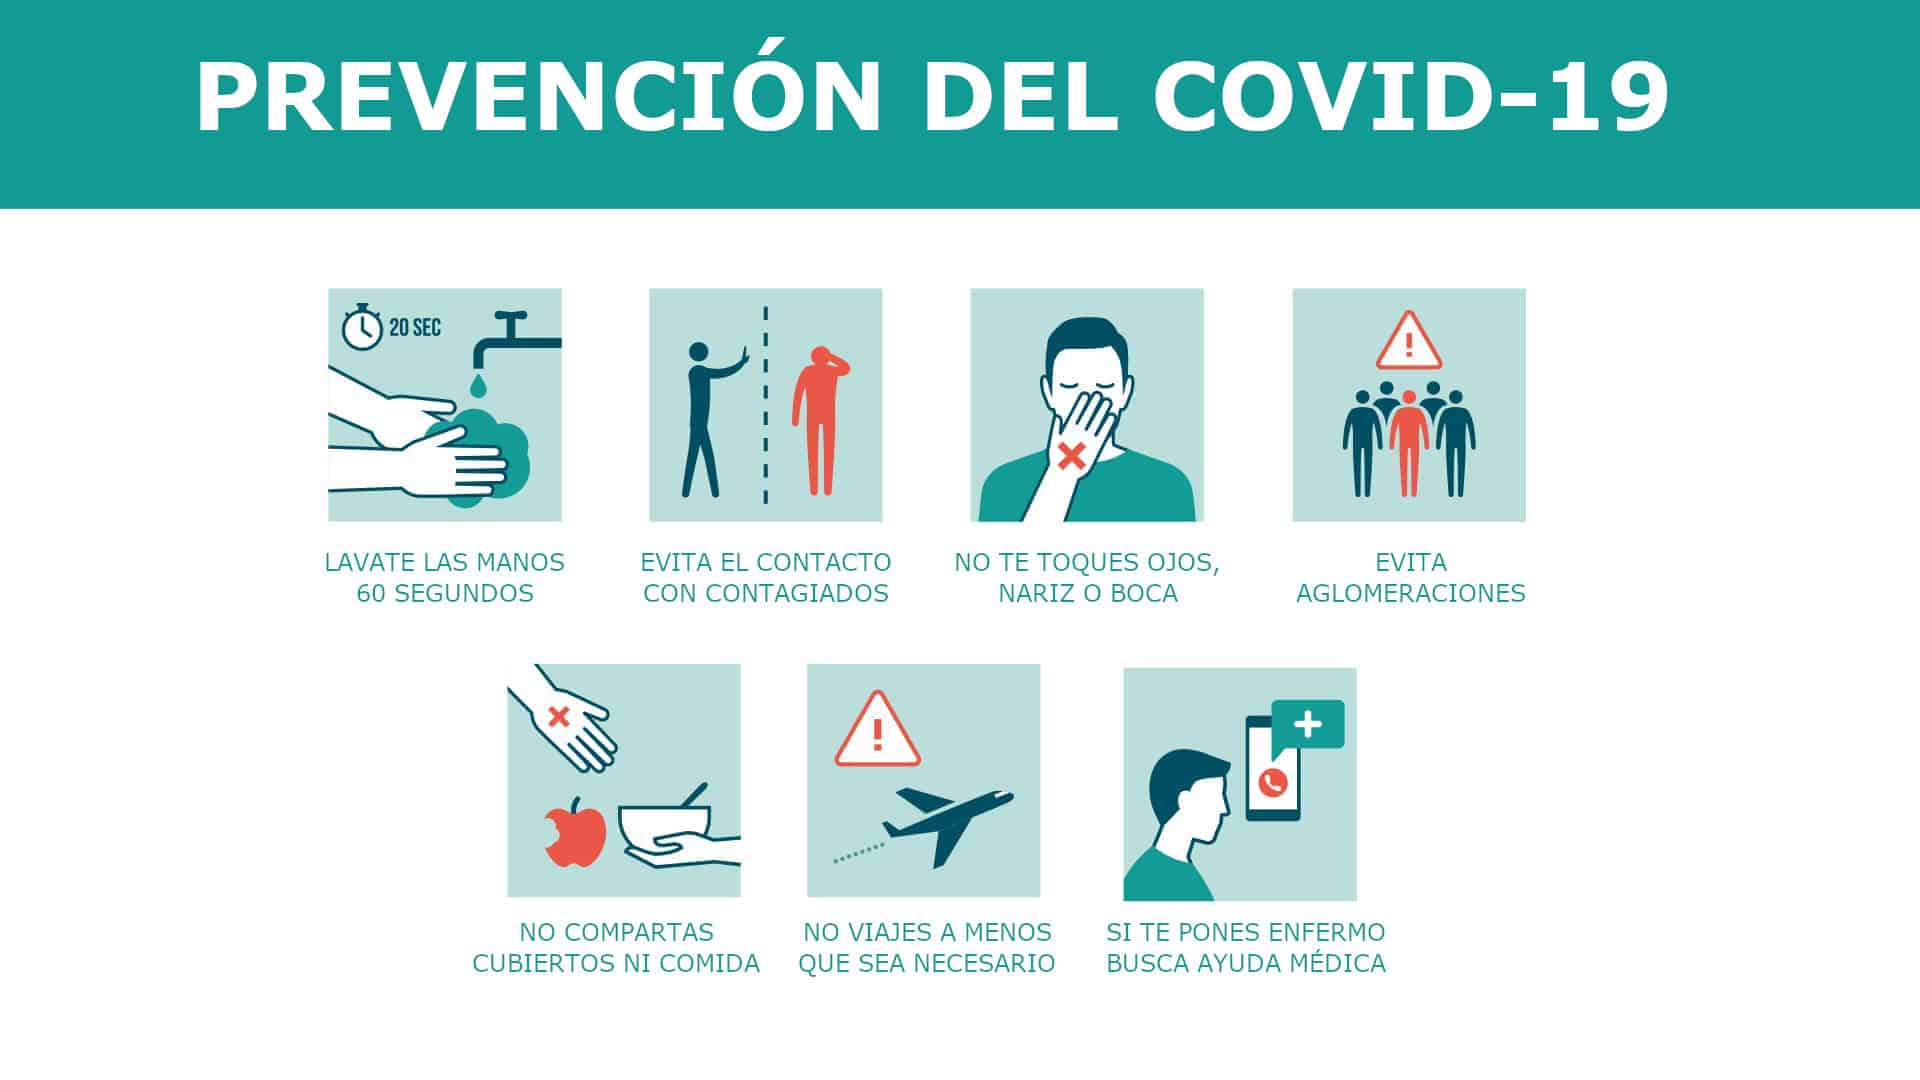 PREVENCIÓN DEL COVID-19
20 SEC
LAVATE LAS MANOS
60 SEGUNDOS
EVITA EL CONTACTO
CON CONTAGIADOS
NO TE TOQUES OJOS,
NARIZ O BOCA
EVITA
AGLOMERACIONES
NO COMPARTAS
CUBIERTOS NI COMIDA
NO VIAJES A MENOS
QUE SEA NECESARIO
SI TE PONES ENFERMO
BUSCA AYUDA MÉDICA